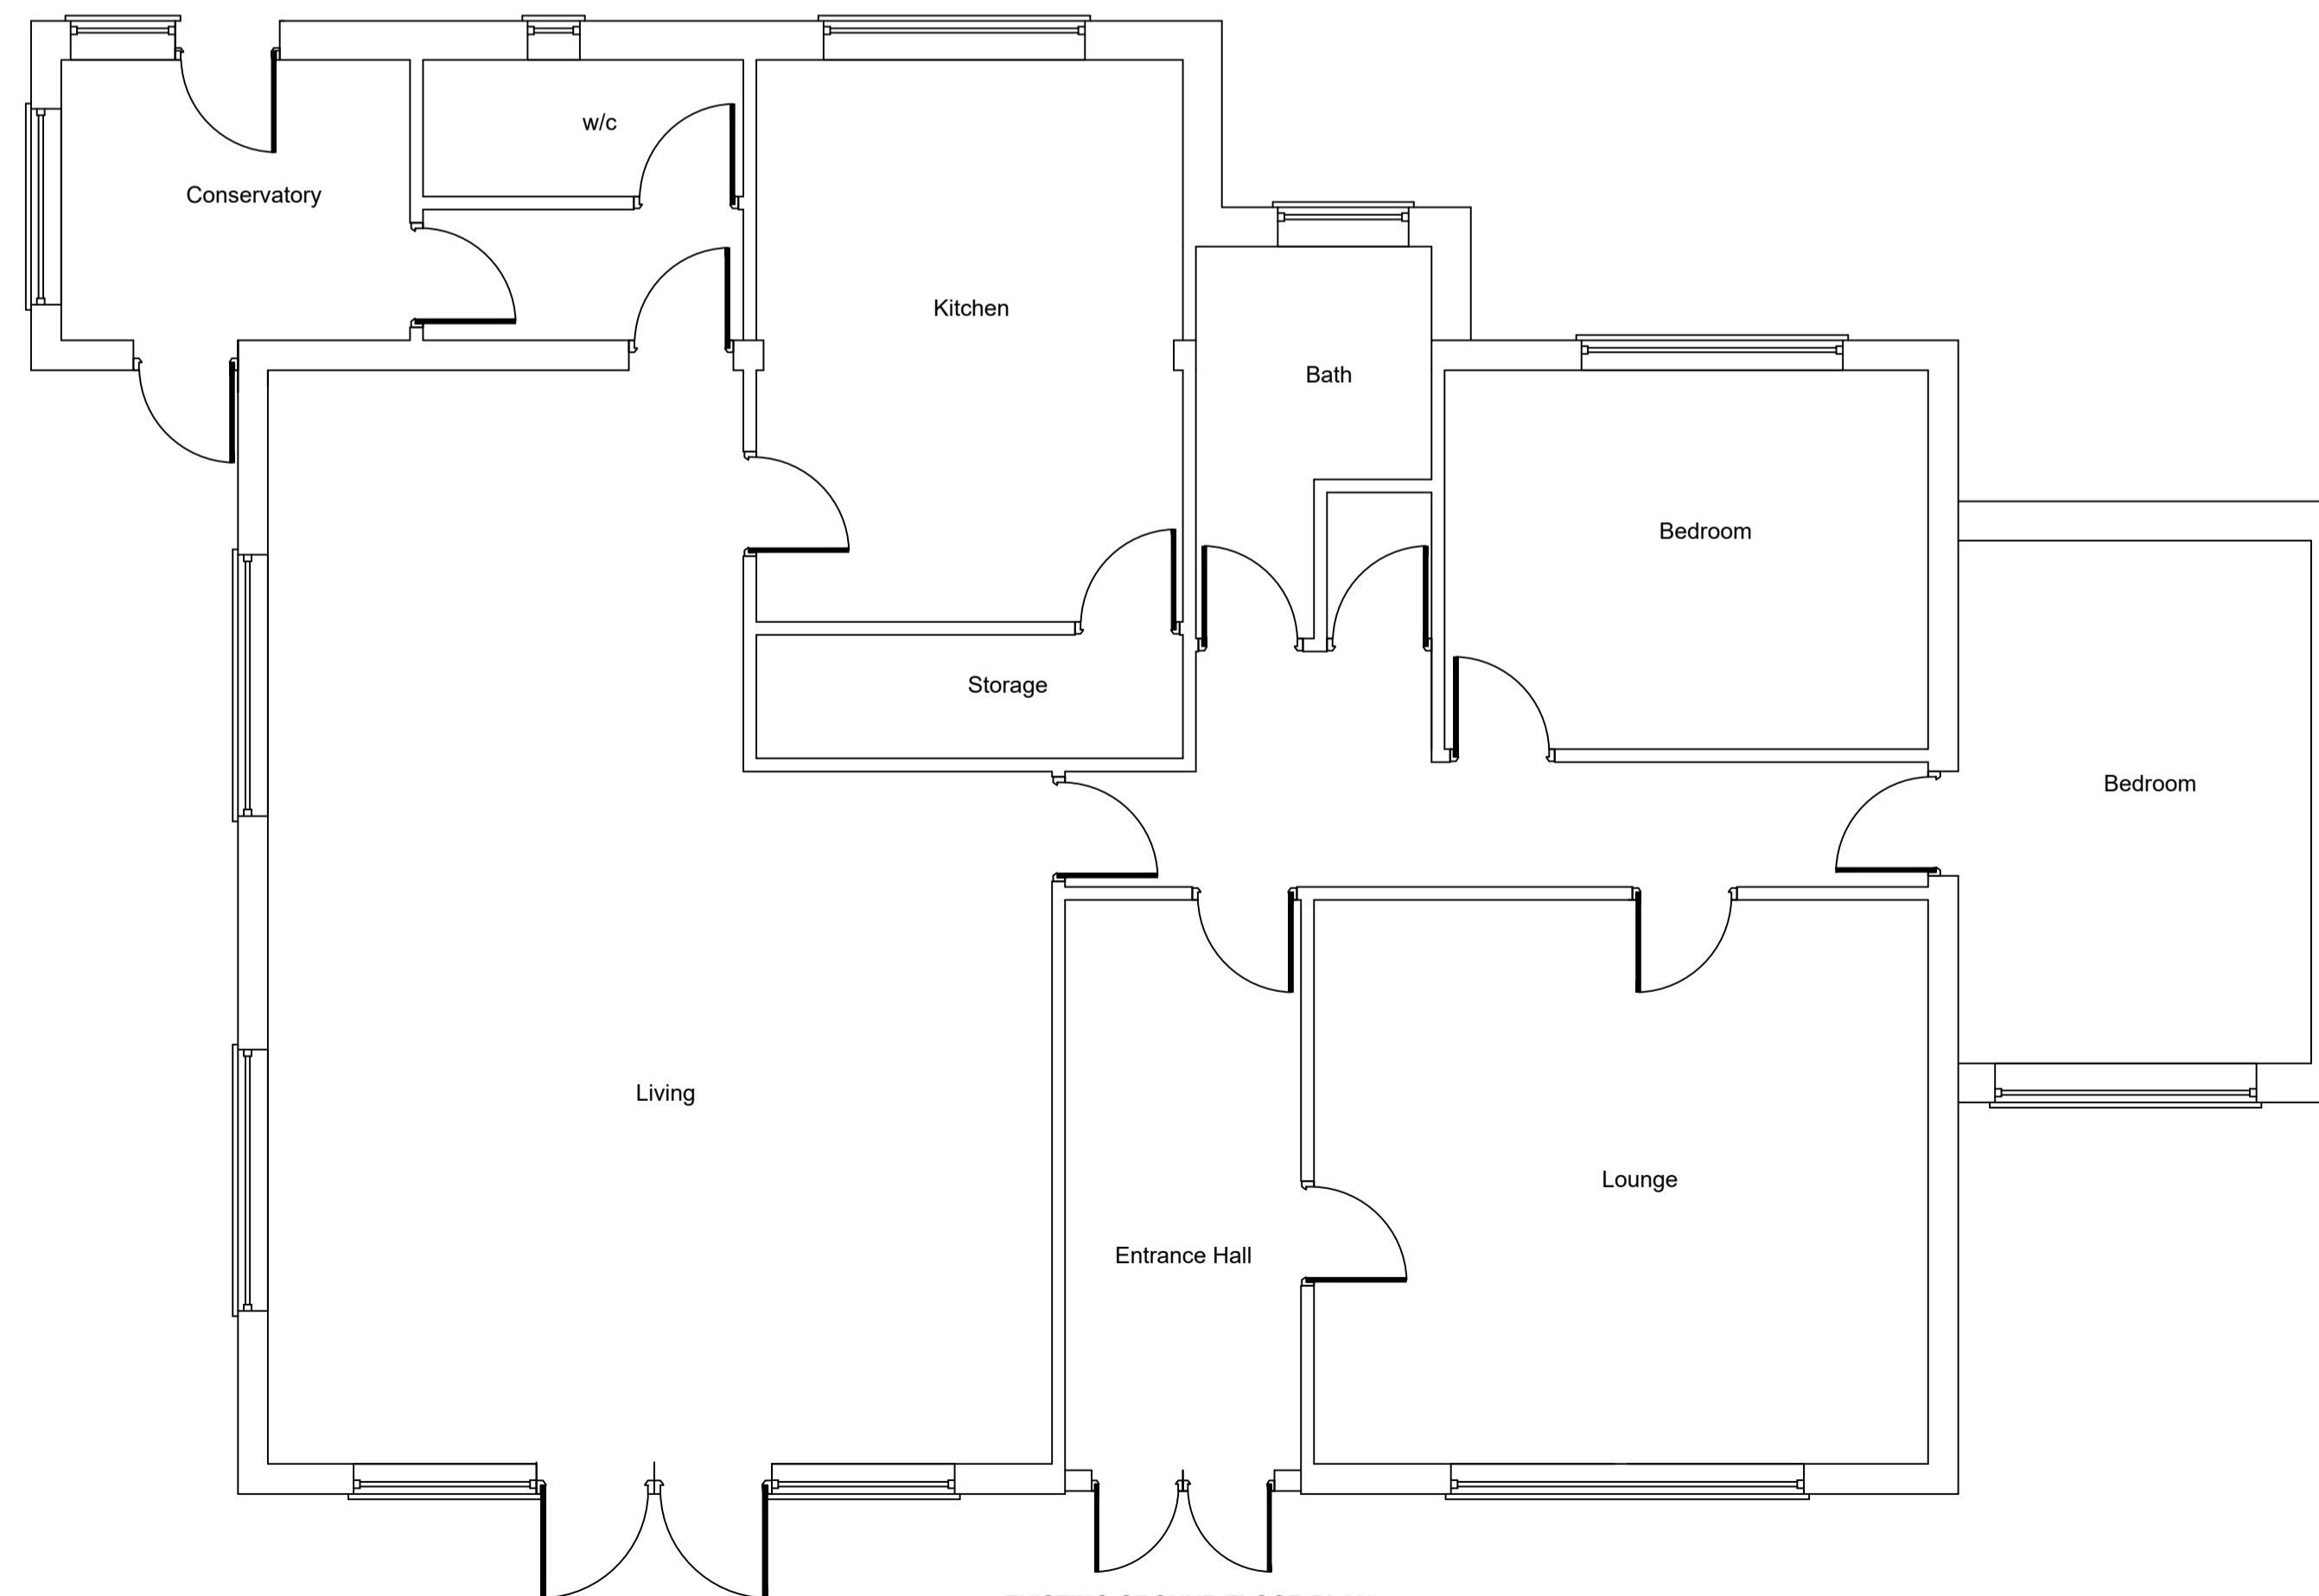 w/c
Conservatory
Kitchen
Bath
Bedroom
Storage
Bedroom
Living
Lounge
Entrance Hall